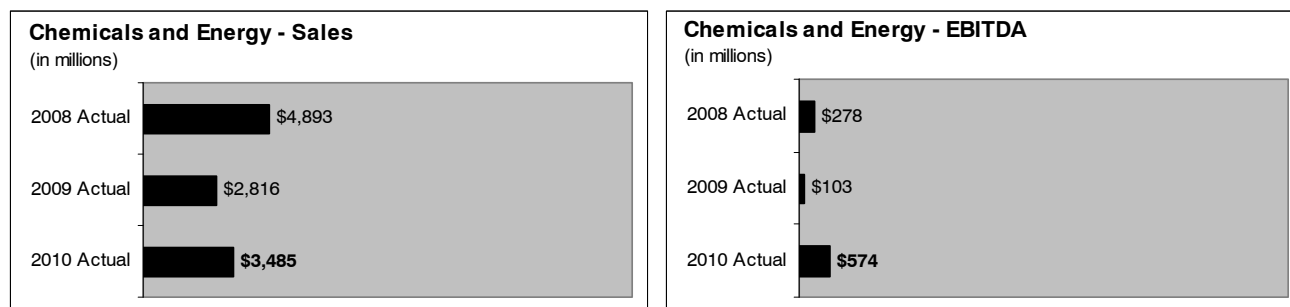 Chemicals and Energy - Sales
(in millions)
2008 Actual $4,893
2009 Actual $2,816
2010 Actual $3,485
Chemicals and Energy - EBITDA
(in millions)
2008 Actual $278
2009 Actual $103
2010 Actual $574